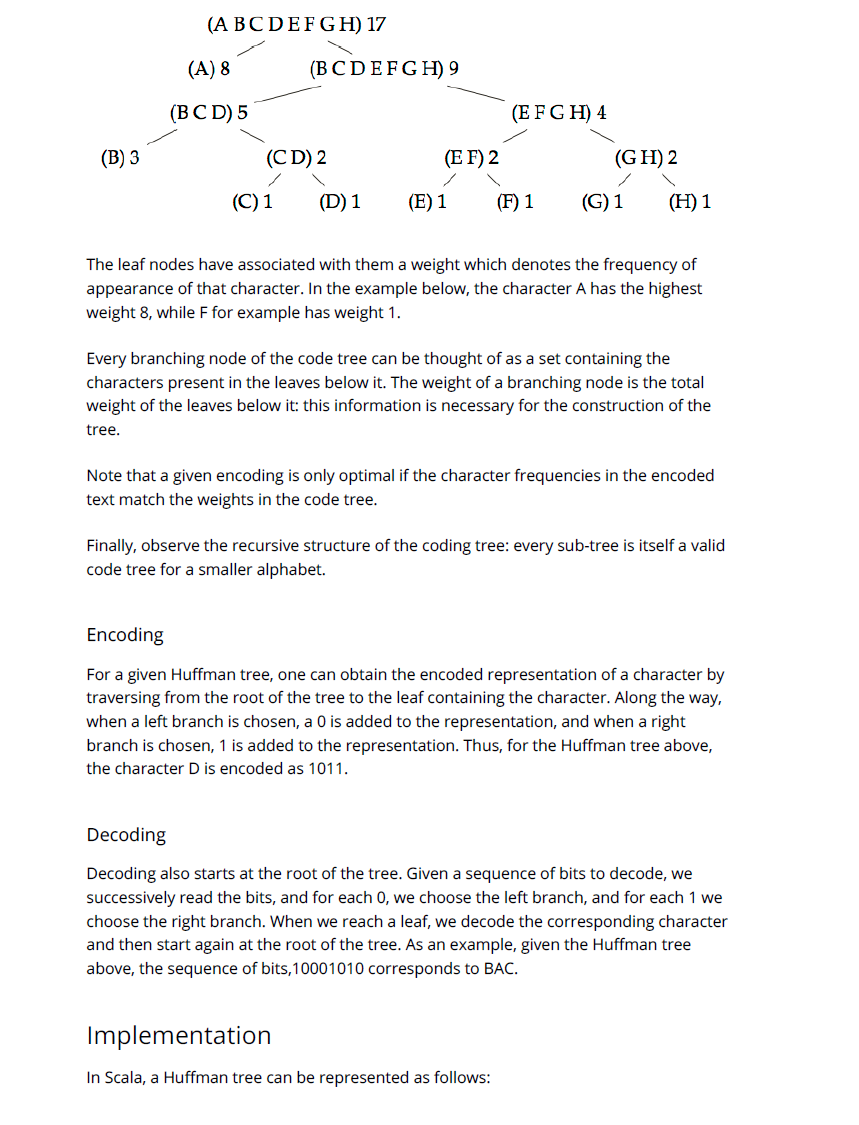 (A B C D E F G H) 17
(A) 8 (B C D E F G H) 9
(B C D) 5 (E F G H) 4
(B) 3 (C D) 2 (E F) 2 (G H) 2
(C) 1 (D) 1 (E) 1 (F) 1 (G) 1 (H) 1
The leaf nodes have associated with them a weight which denotes the frequency of
appearance of that character. In the example below, the character A has the highest
weight 8, while F for example has weight 1.
Every branching node of the code tree can be thought of as a set containing the
characters present in the leaves below it. The weight of a branching node is the total
weight of the leaves below it: this information is necessary for the construction of the
tree.
Note that a given encoding is only optimal if the character frequencies in the encoded
text match the weights in the code tree.
Finally, observe the recursive structure of the coding tree: every sub-tree is itself a valid
code tree for a smaller alphabet.
Encoding
For a given Huffman tree, one can obtain the encoded representation of a character by
traversing from the root of the tree to the leaf containing the character. Along the way,
when a left branch is chosen, a 0 is added to the representation, and when a right
branch is chosen, 1 is added to the representation. Thus, for the Huffman tree above,
the character D is encoded as 1011.
Decoding
Decoding also starts at the root of the tree. Given a sequence of bits to decode, we
successively read the bits, and for each 0, we choose the left branch, and for each 1 we
choose the right branch. When we reach a leaf, we decode the corresponding character
and then start again at the root of the tree. As an example, given the Huffman tree
above, the sequence of bits,10001010 corresponds to BAC.
Implementation
In Scala, a Huffman tree can be represented as follows: